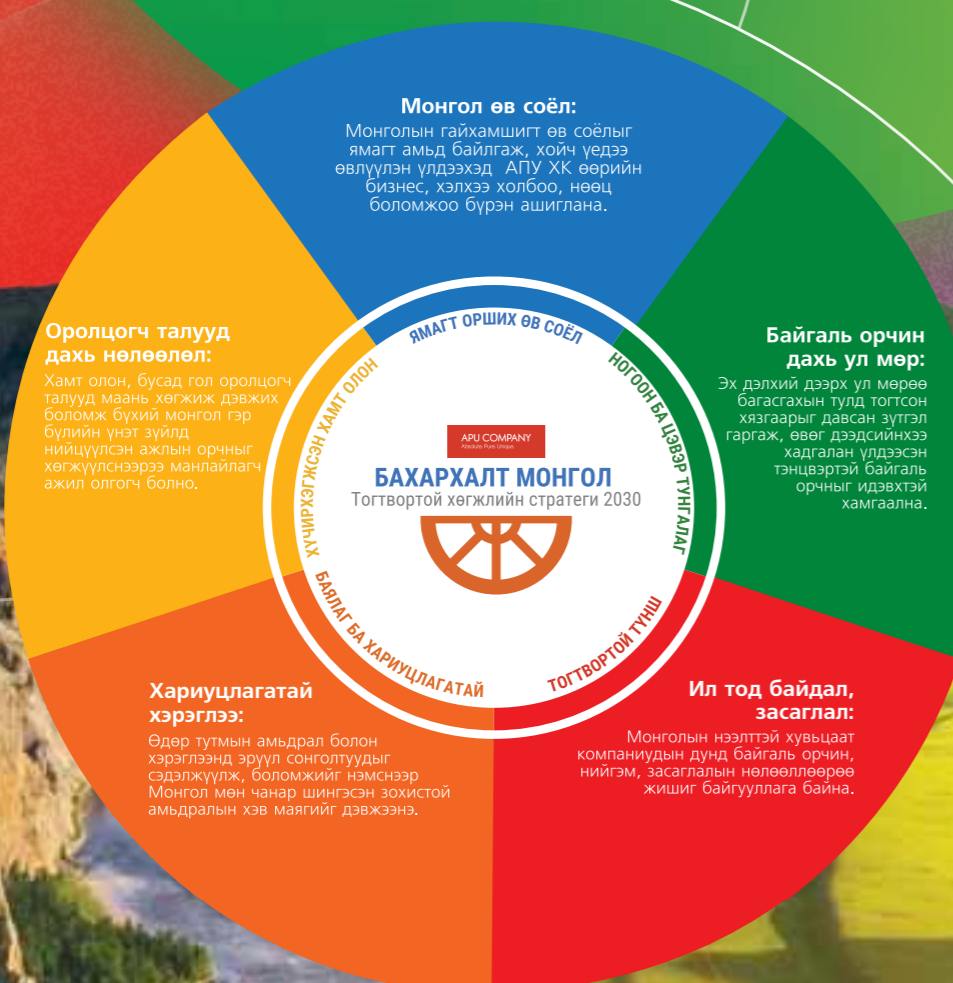 Монгол өв соёл:
Монголын гайхамшигт өв соёлыг
ямагт амьд байлгаж, хойч үедээ
өвлүүлэн үлдээхэд АПУ ХК өөрийн
бизнес, хэлхээ холбоо, нөөц
боломжоо бүрэн ашиглана.
Оролцогч талууд
дахь нөлөөлөл:
Хамт олон, бусад гол оролцогч
талууд маань хөгжиж дэвжих
боломж бүхий монгол гэр
бүлийн үнэт зүйлд
нийцүүлсэн ажлын орчныг
хөгжүүлснээрээ манлайлагч
ажил олгогч болно.
Байгаль орчин
дахь ул мөр:
Эх дэлхий дээрх ул мөрөө
багасгахын тулд тогтсон
хязгаарыг давсан зүтгэл
гаргаж, өвөг дээдсийнхээ
хадгалан үлдээсэн
тэнцвэртэй байгаль
орчныг идэвхтэй
хамгаална.
ЯМАГТ ОРШИХ ӨВ СОЁЛ
НОГООН БА ЦЭВЭР ТУНГАЛАГ
ХҮЧИРХЭГЖСЭН ХАМТ ОЛОН
APU COMPANY
Absolute Pure Unique
БАХАРХАЛТ МОНГОЛ
Тогтвортой хөгжлийн стратеги 2030
БАЯЛАГ БА ХАРИУЦЛАГАТАЙ
ТОГТВОРТОЙ ТҮНШ
Хариуцлагатай
хэрэглээ:
Өдөр тутмын амьдрал болон
хэрэглээнд эрүүл сонголтуудыг
сэдэлжүүлж, боломжийг нэмснээр
Монгол мөн чанар шингэсэн зохистой
амьдралын хэв маягийг дэвжээнэ.
Ил тод байдал,
засаглал:
Монголын нээлттэй хувьцаат
компаниудын дунд байгаль орчин,
нийгэм, засаглалын нөлөөллөөрөө
жишиг байгууллага байна.